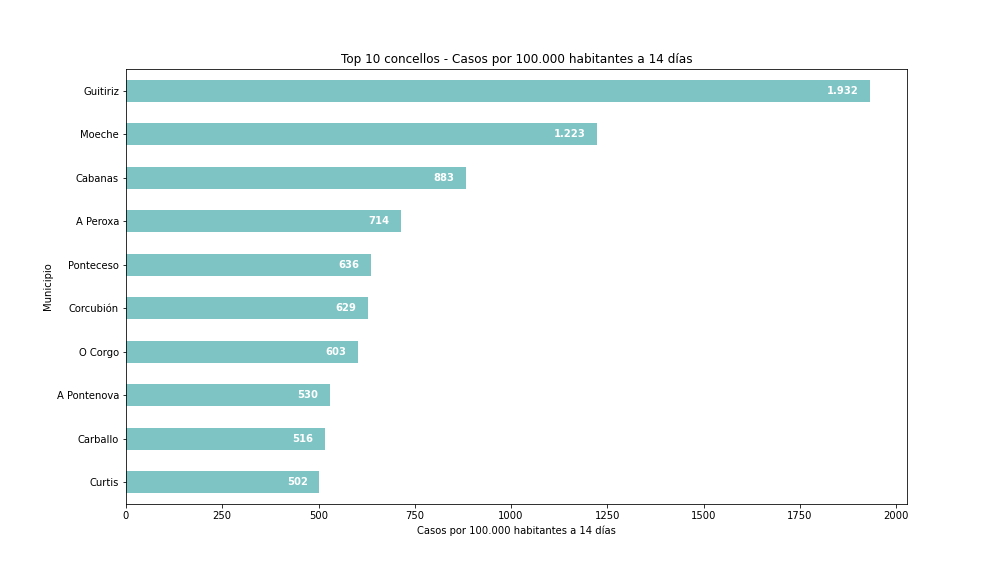 Top 10 concellos - Casos por 100.000 habitantes a 14 días
Municipio
Guitiriz 1.932
Moeche 1.223
Cabanas 883
A Peroxa 714
Ponteceso 636
Corcubión 629
O Corgo 603
A Pontenova 530
Carballo 516
Curtis 502
0 250 500 750 1000 1250 1500 1750 2000
Casos por 100.000 habitantes a 14 días